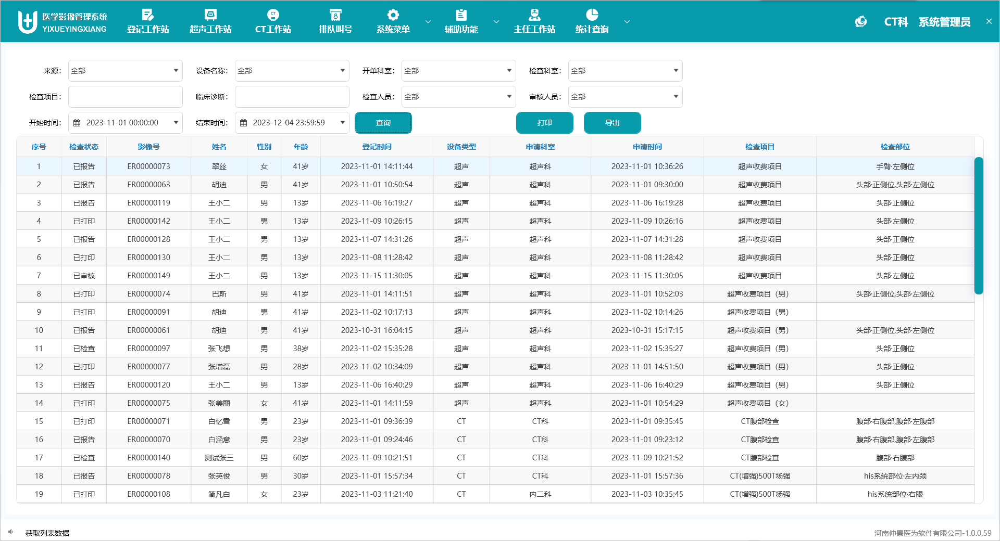 医学影像管理系统
YIXUEYINGXIANG
登记工作站 超声工作站 CT工作站 排队叫号 系统菜单 辅助功能 主任工作站 统计查询
CT科 系统管理员
来源： 全部 设备名称： 全部 开单科室： 全部 检查科室： 全部
检查项目： 临床诊断： 检查人员： 全部 审核人员： 全部
开始时间： 2023-11-01 00:00:00 结束时间： 2023-12-04 23:59:59 查询 打印 导出
序号 检查状态 影像号 姓名 性别 年龄 登记时间 设备类型 申请科室 申请时间 检查项目 检查部位
1 已报告 ER00000073 翠丝 女 41岁 2023-11-01 14:11:44 超声 超声科 2023-11-01 10:36:26 超声收费项目 手臂·左侧位
2 已报告 ER00000063 胡迪 男 41岁 2023-11-01 10:50:54 超声 超声科 2023-11-01 09:30:00 超声收费项目 头部·正侧位,头部·左侧位
3 已报告 ER00000119 王小二 男 13岁 2023-11-06 16:19:27 超声 超声科 2023-11-06 16:19:28 超声收费项目 头部·正侧位
4 已打印 ER00000142 王小二 男 13岁 2023-11-09 10:26:15 超声 超声科 2023-11-09 10:26:16 超声收费项目 头部·左侧位
5 已报告 ER00000128 王小二 男 13岁 2023-11-07 14:31:26 超声 超声科 2023-11-07 14:31:28 超声收费项目 头部·正侧位
6 已打印 ER00000130 王小二 男 13岁 2023-11-08 11:28:42 超声 超声科 2023-11-08 11:28:42 超声收费项目 头部·正侧位
7 已审核 ER00000149 王小二 男 13岁 2023-11-15 11:30:05 超声 超声科 2023-11-15 11:30:05 超声收费项目 头部·左侧位
8 已打印 ER00000074 巴斯 男 41岁 2023-11-01 14:11:51 超声 超声科 2023-11-01 10:52:03 超声收费项目（男） 头部·正侧位,头部·左侧位
9 已打印 ER00000091 胡迪 男 41岁 2023-11-02 10:17:13 超声 超声科 2023-11-02 10:14:26 超声收费项目（男）
10 已报告 ER00000061 胡迪 男 41岁 2023-10-31 16:04:15 超声 超声科 2023-10-31 15:17:15 超声收费项目（男） 头部·正侧位,头部·左侧位
11 已检查 ER00000097 张飞想 男 38岁 2023-11-02 15:35:28 超声 超声科 2023-11-02 15:35:27 超声收费项目（男） 头部·正侧位
12 已打印 ER00000077 张增磊 男 28岁 2023-11-02 10:34:09 超声 超声科 2023-11-01 14:51:50 超声收费项目（男） 头部·正侧位
13 已报告 ER00000120 王小二 男 13岁 2023-11-06 16:40:29 超声 超声科 2023-11-06 16:40:29 超声收费项目（男） 头部·正侧位
14 已打印 ER00000075 张美丽 女 41岁 2023-11-01 14:11:59 超声 超声科 2023-11-01 10:54:29 超声收费项目（女）
15 已打印 ER00000071 白忆雪 男 23岁 2023-11-01 09:36:39 CT CT科 2023-11-01 09:35:45 CT腹部检查 腹部·右腹部,腹部·左腹部
16 已报告 ER00000070 白涵意 男 23岁 2023-11-01 09:24:46 CT CT科 2023-11-01 09:23:12 CT腹部检查 腹部·右腹部,腹部·左腹部
17 已检查 ER00000140 测试张三 男 60岁 2023-11-09 10:21:51 CT CT科 2023-11-09 10:21:52 CT腹部检查 腹部·右腹部
18 已报告 ER00000078 张英俊 男 30岁 2023-11-01 15:57:34 CT CT科 2023-11-01 15:57:36 CT(增强)500T场强 his系统部位·左内颈
19 已打印 ER00000108 简凡白 女 23岁 2023-11-03 11:21:40 CT 内二科 2023-11-03 10:35:45 CT(增强)500T场强 his系统部位·右眼
获取列表数据 河南仲景医为软件有限公司-1.0.0.59